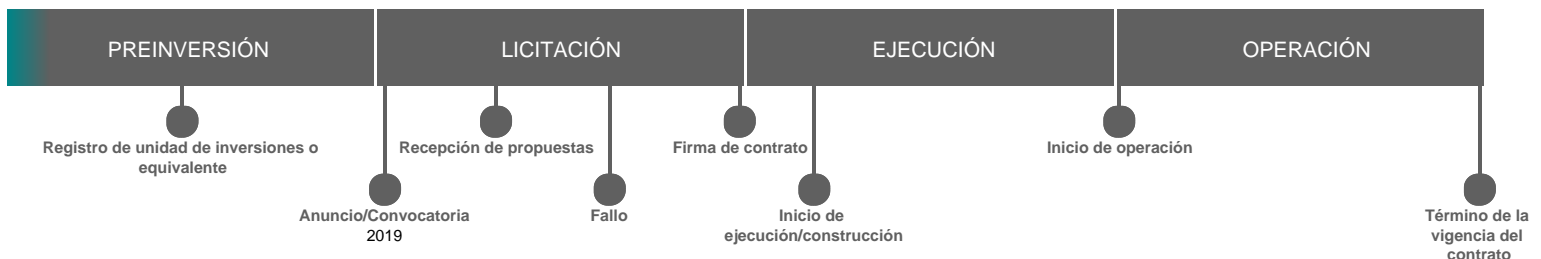 PREINVERSIÓN
LICITACIÓN
EJECUCIÓN
OPERACIÓN
Registro de unidad de inversiones o
equivalente
Recepción de propuestas
Firma de contrato
Inicio de operación
Anuncio/Convocatoria
2019
Fallo
Inicio de
ejecución/construcción
Término de la
vigencia del
contrato